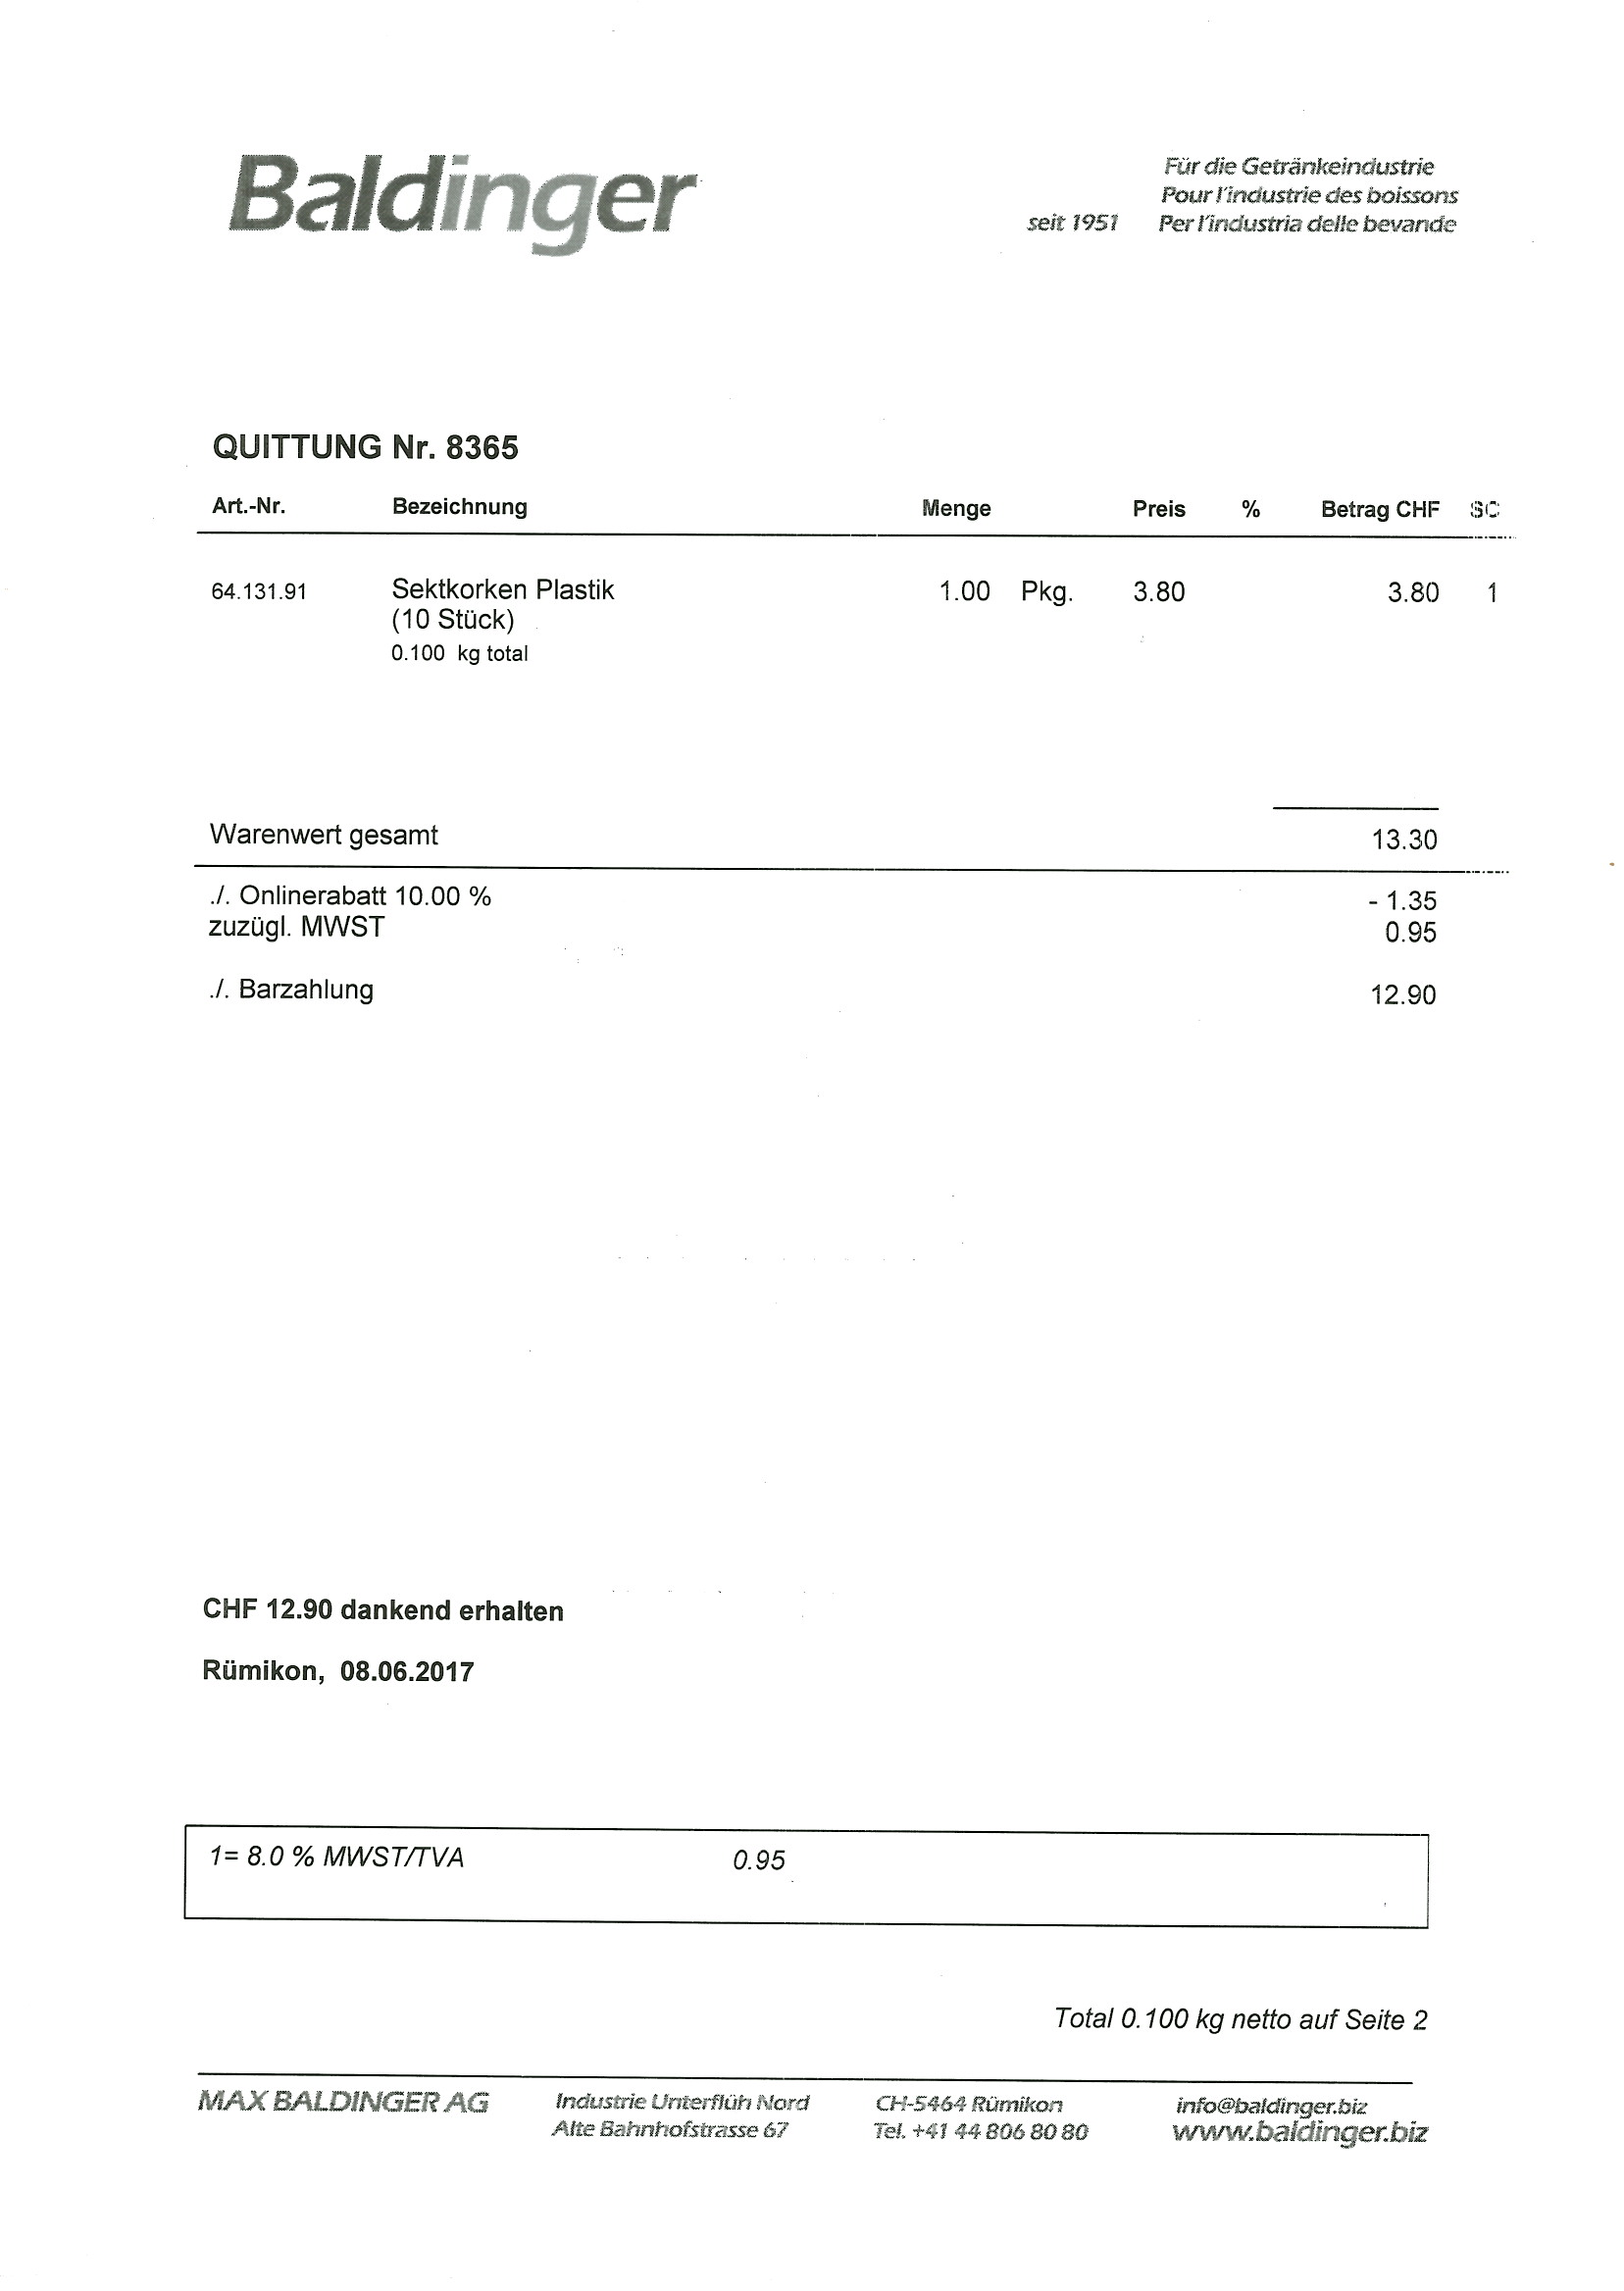 Baldinger
Für die Getränkeindustrie
Pour l'industrie des boissons
seit 1951 Per l'industria delle bevande
QUITTUNG Nr. 8365
Art.-Nr. Bezeichnung Menge Preis % Betrag CHF SC
64.131.91 Sektkorken Plastik 1.00 Pkg. 3.80 3.80 1
(10 Stück)
0.100 kg total
Warenwert gesamt 13.30
./. Onlinerabatt 10.00 % - 1.35
zuzügl. MWST 0.95
./. Barzahlung 12.90
CHF 12.90 dankend erhalten
Rümikon, 08.06.2017
1= 8.0 % MWST/TVA 0.95
Total 0.100 kg netto auf Seite 2
MAX BALDINGER AG Industrie Unterflüh Nord CH-5464 Rümikon info@baldinger.biz
Alte Bahnhofstrasse 67 Tel. +41 44 806 80 80 www.baldinger.biz